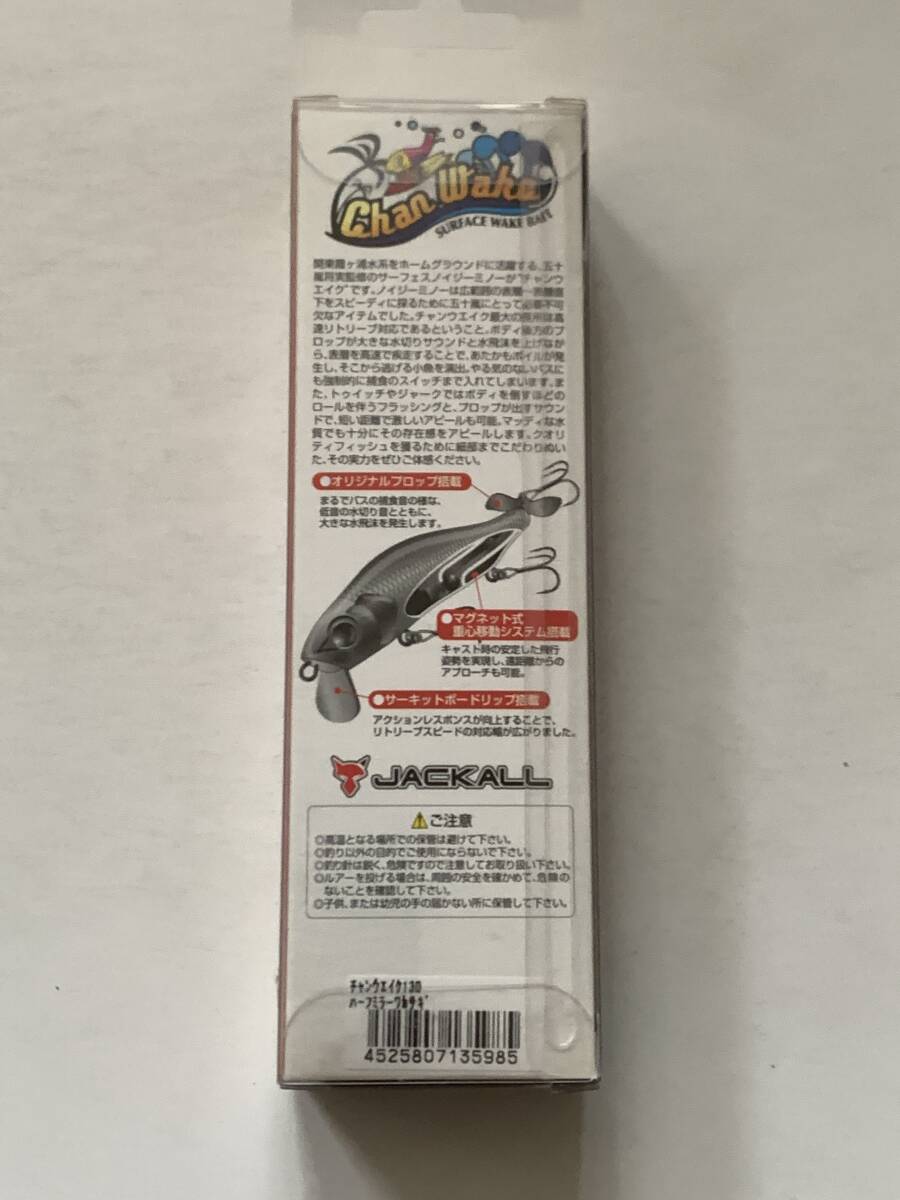 Chan Wake
SURFACE WAKE BAIT
関東霞ヶ浦水系をホームグラウンドに活躍する、五十
嵐将実監修のサーフェスノイジーミノーが“チャンウ
エイク”です。ノイジーミノーは広範囲の表層〜表層直
下をスピーディに探るために五十嵐にとって必要不可
欠なアイテムでした。チャンウエイク最大の長所は高
速リトリーブ対応であるということ。ボディ後方のプ
ロップが大きな水切りサウンドと水飛沫を上げなが
ら、表層を高速で疾走することで、あたかもボイルが発
生し、そこから逃げる小魚を演出。やる気のないバスに
も強制的に捕食のスイッチまで入れてしまいます。ま
た、トゥイッチやジャークではボディを倒すほどの
ロールを伴うフラッシングと、プロップが出すサウン
ドで、短い距離で激しいアピールも可能。マッディな水
質でも十分にその存在感をアピールします。クオリ
ティフィッシュを獲るために細部までこだわりぬい
た、その実力をぜひご体感ください。
●オリジナルプロップ搭載
まるでバスの捕食音の様な、
低音の水切り音とともに、
大きな水飛沫を発生します。
●マグネット式
重心移動システム搭載
キャスト時の安定した飛行
姿勢を実現し、遠距離からの
アプローチも可能。
●サーキットボードリップ搭載
アクションレスポンスが向上することで、
リトリーブスピードの対応幅が広がりました。
JACKALL
ご注意
◎高温となる場所での保管は避けて下さい。
◎釣り以外の目的でご使用にならないで下さい。
◎釣り針は鋭く、危険ですので注意してお取り扱い下さい。
◎ルアーを投げる場合は、周囲の安全を確かめて、危険の
ないことを確認して下さい。
◎子供、または幼児の手の届かない所に保管して下さい。
チャンウエイク130
ハーフミラーワカサギ
4525807135985